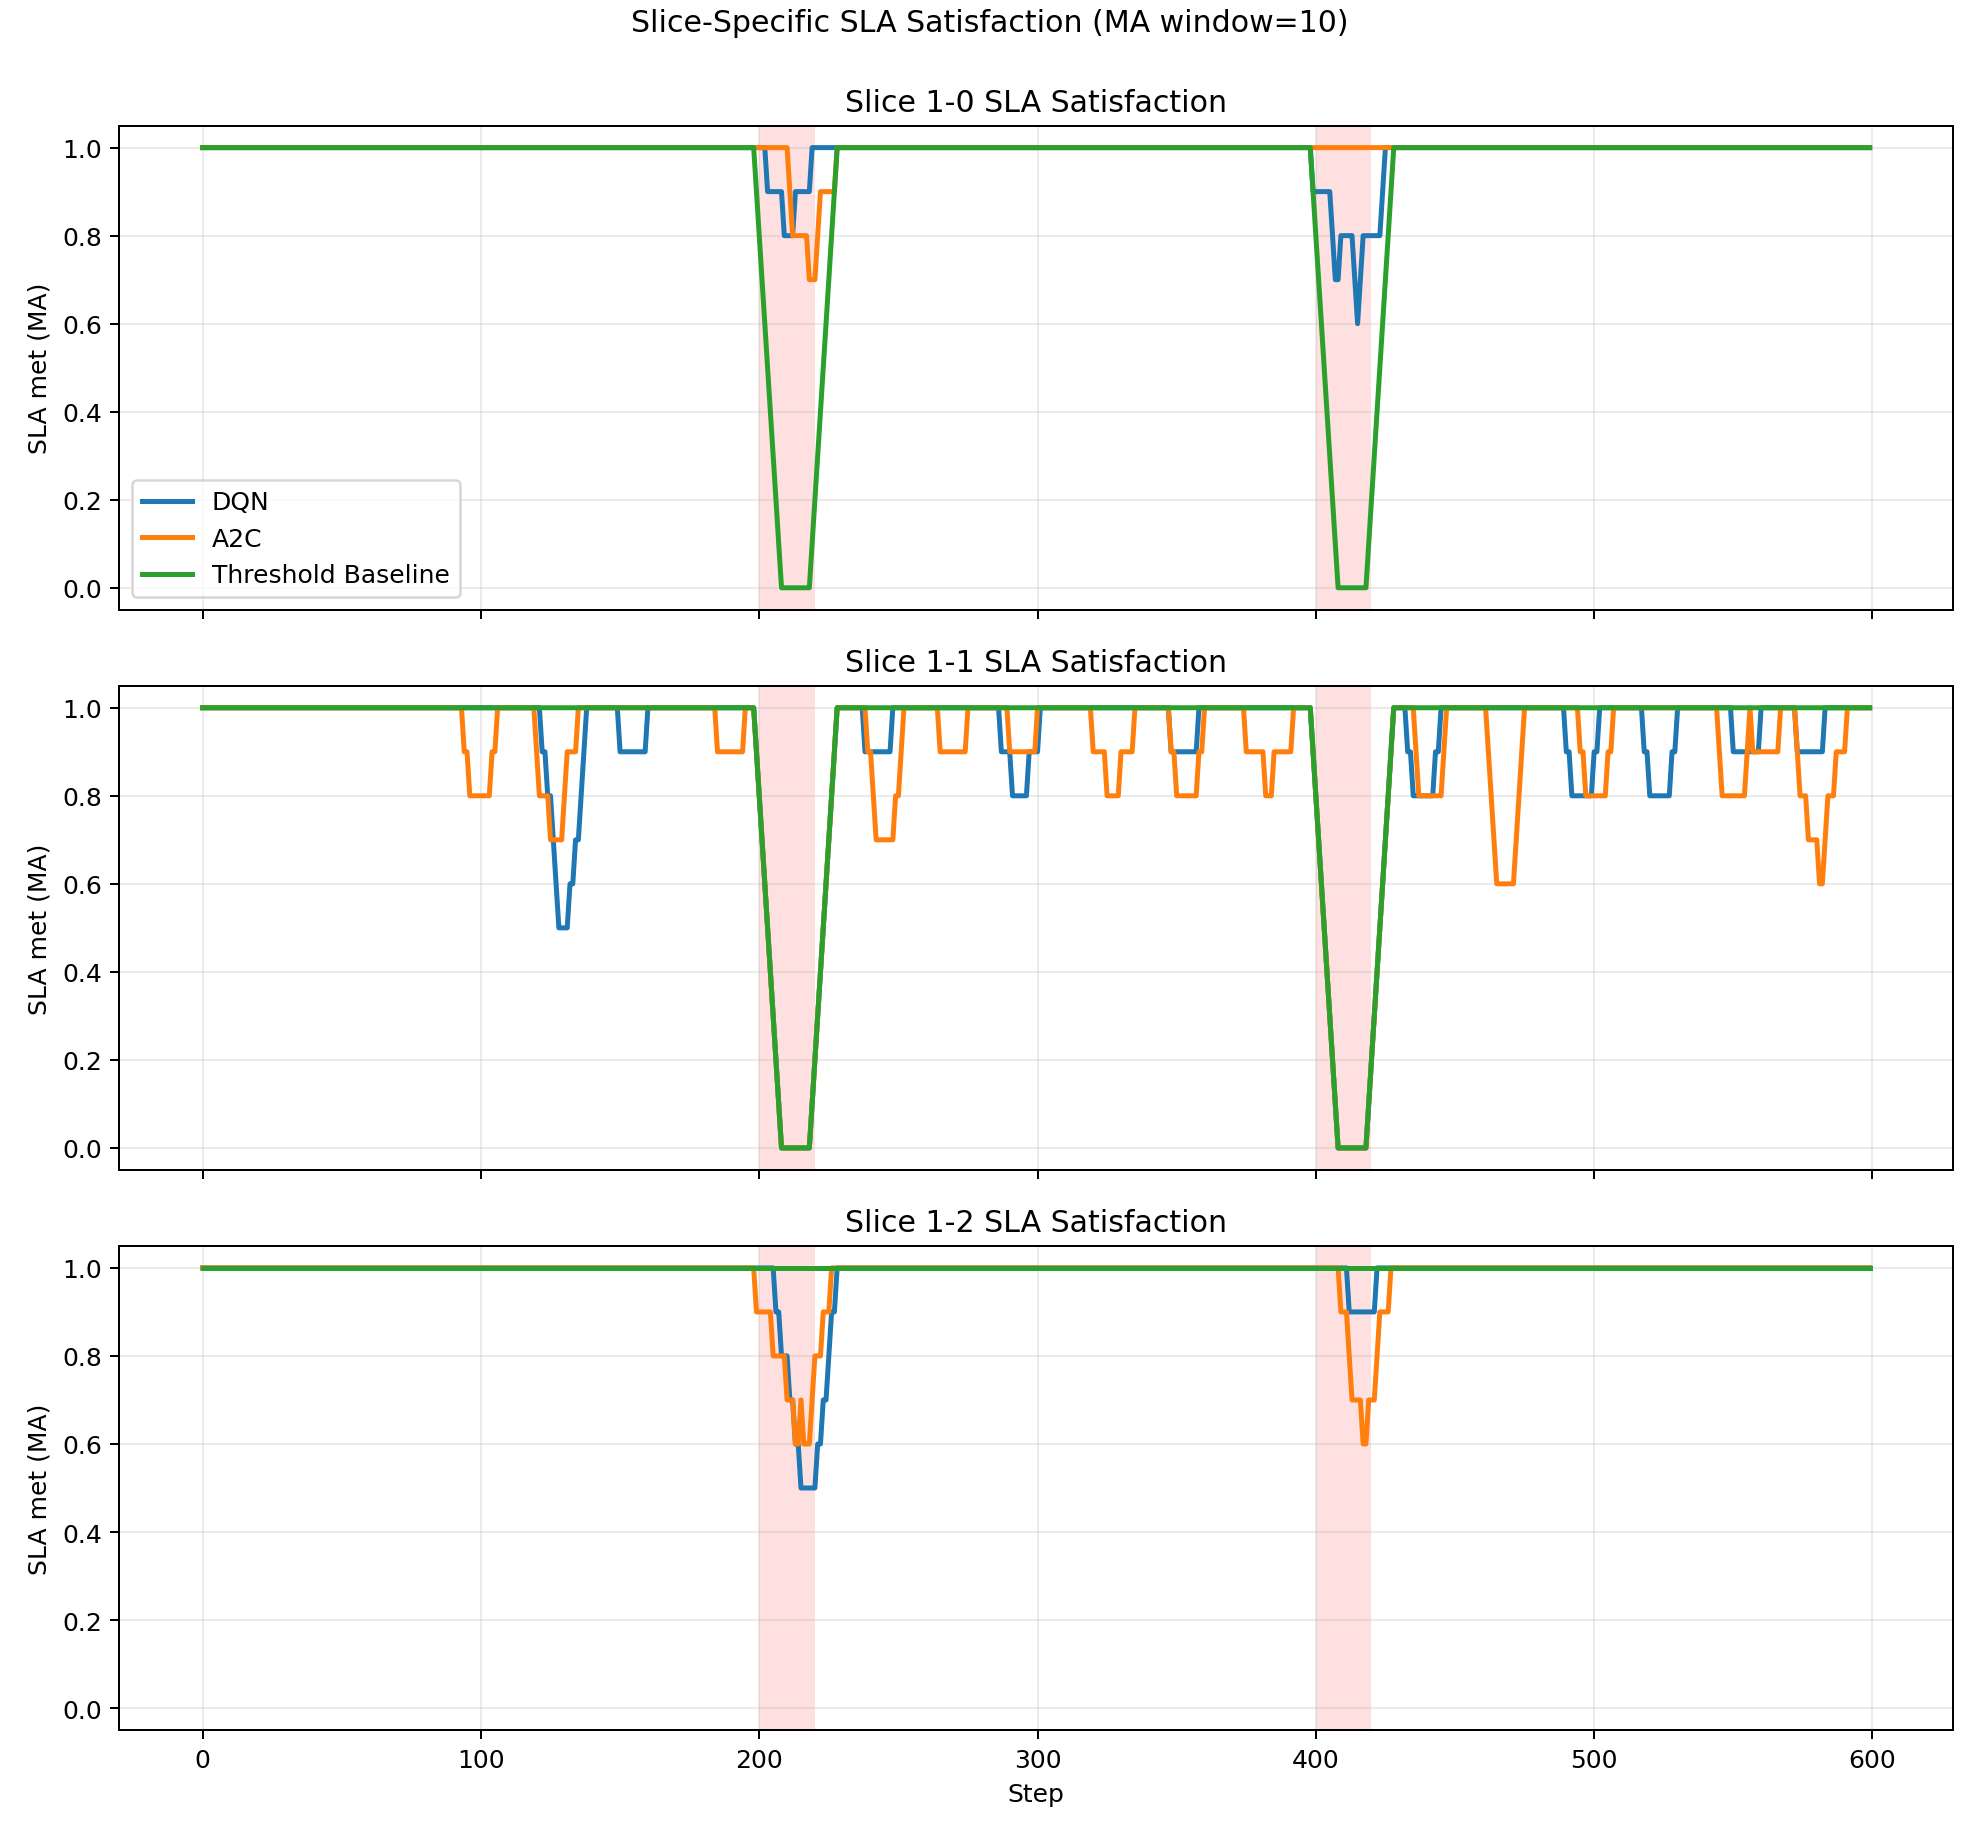 Slice-Specific SLA Satisfaction (MA window=10)
Slice 1-0 SLA Satisfaction
SLA met (MA)
1.0
0.8
0.6
0.4
0.2
0.0
DQN
A2C
Threshold Baseline
Slice 1-1 SLA Satisfaction
SLA met (MA)
1.0
0.8
0.6
0.4
0.2
0.0
Slice 1-2 SLA Satisfaction
SLA met (MA)
1.0
0.8
0.6
0.4
0.2
0.0
0 100 200 300 400 500 600
Step